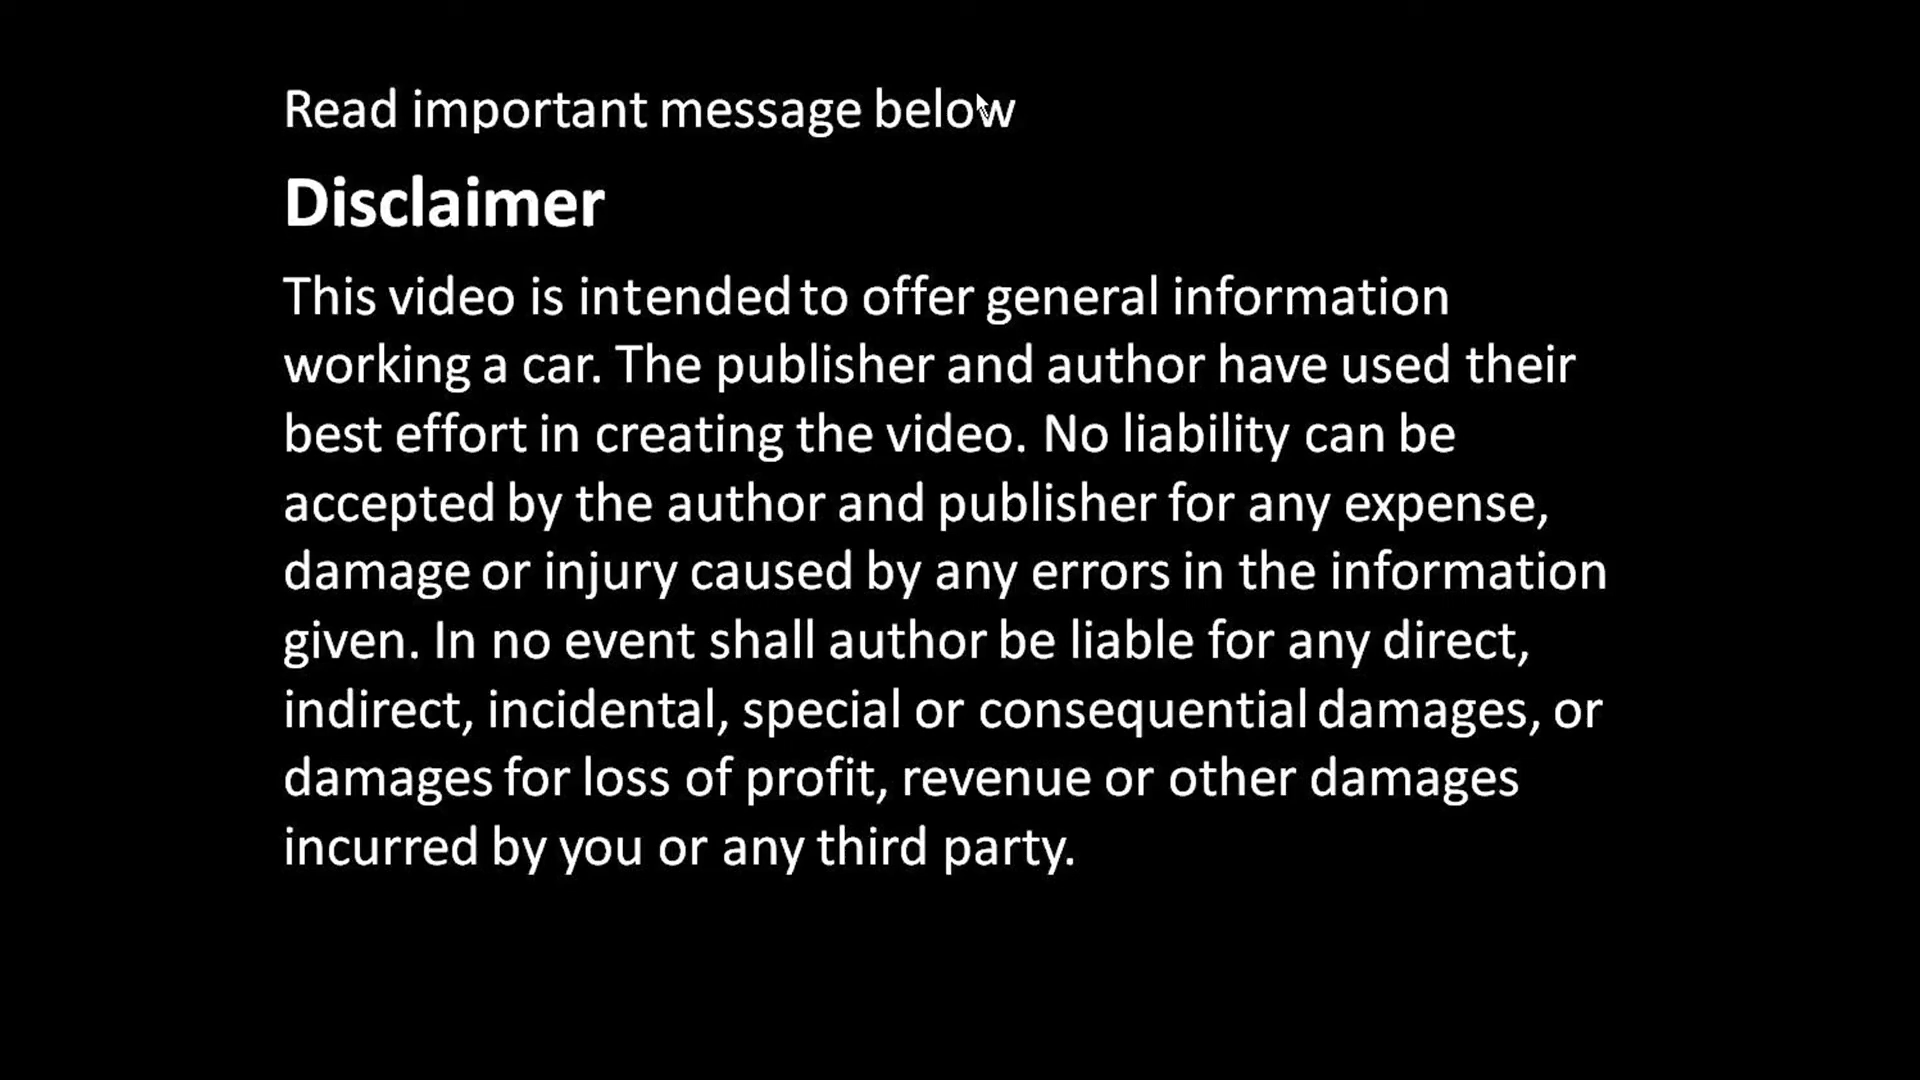 Read important message below
Disclaimer
This video is intended to offer general information
working a car. The publisher and author have used their
best effort in creating the video. No liability can be
accepted by the author and publisher for any expense,
damage or injury caused by any errors in the information
given. In no event shall author be liable for any direct,
indirect, incidental, special or consequential damages, or
damages for loss of profit, revenue or other damages
incurred by you or any third party.